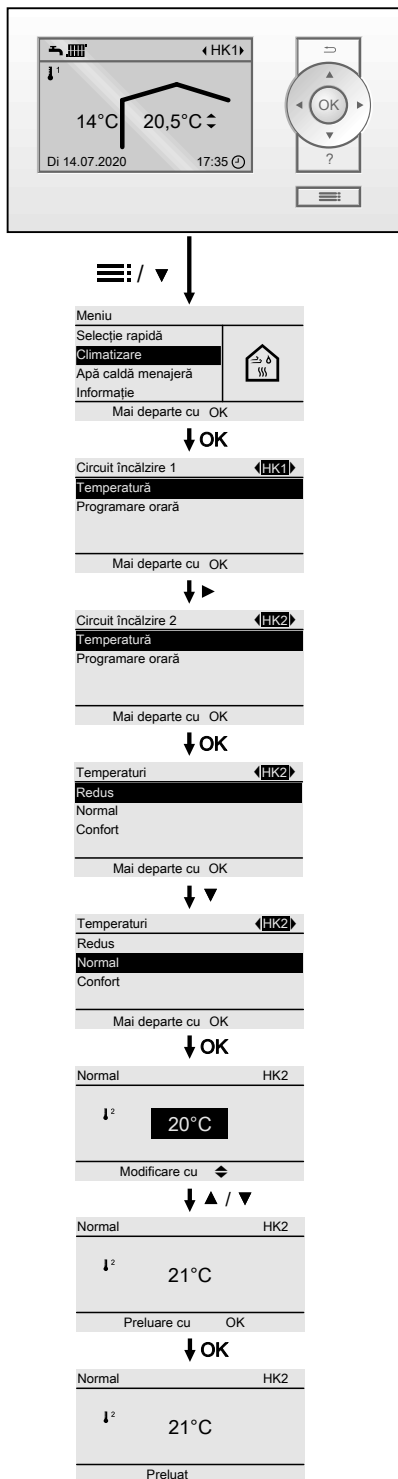 HK1
1
14°C 20,5°C
Di 14.07.2020 17:35
OK
?
/
Meniu
Selecție rapidă
Climatizare
Apă caldă menajeră
Informație
Mai departe cu OK
OK
Circuit încălzire 1 HK1
Temperatură
Programare orară
Mai departe cu OK
Circuit încălzire 2 HK2
Temperatură
Programare orară
Mai departe cu OK
OK
Temperaturi HK2
Redus
Normal
Confort
Mai departe cu OK
Temperaturi HK2
Redus
Normal
Confort
Mai departe cu OK
OK
Normal HK2
2
20°C
Modificare cu
/
Normal HK2
2
21°C
Preluare cu OK
OK
Normal HK2
2
21°C
Preluat